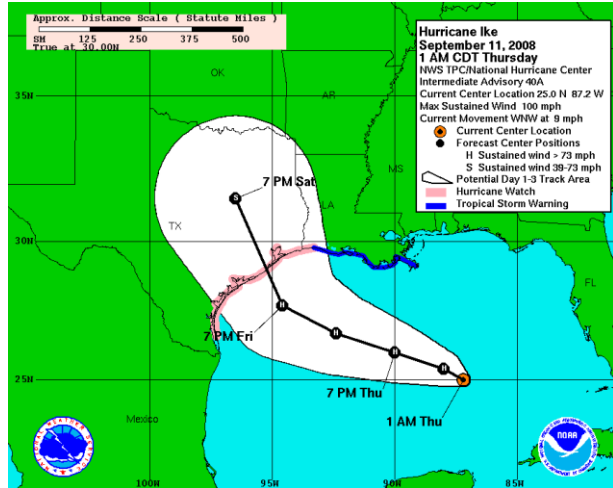 Approx. Distance Scale ( Statute Miles )
SM 125 250 375 500
True at 30.00N
Hurricane Ike
September 11, 2008
1 AM CDT Thursday
NWS TPC/National Hurricane Center
Intermediate Advisory 40A
Current Center Location 25.0 N 87.2 W
Max Sustained Wind 100 mph
Current Movement WNW at 9 mph
Current Center Location
Forecast Center Positions
H Sustained wind > 73 mph
S Sustained wind 39-73 mph
Potential Day 1-3 Track Area
Hurricane Watch
Tropical Storm Warning
OK
AR
35N
MS
S
7 PM Sat
LA
TX
30N
FL
H
7 PM Fri
H
H
H
25N
7 PM Thu
1 AM Thu
Mexico
NOAA
100W
95W
90W
85W